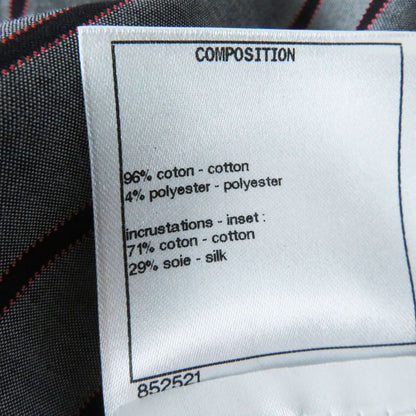 COMPOSITION
96% coton - cotton
4% polyester - polyester
incrustations - inset :
71% coton - cotton
29% soie - silk
852521